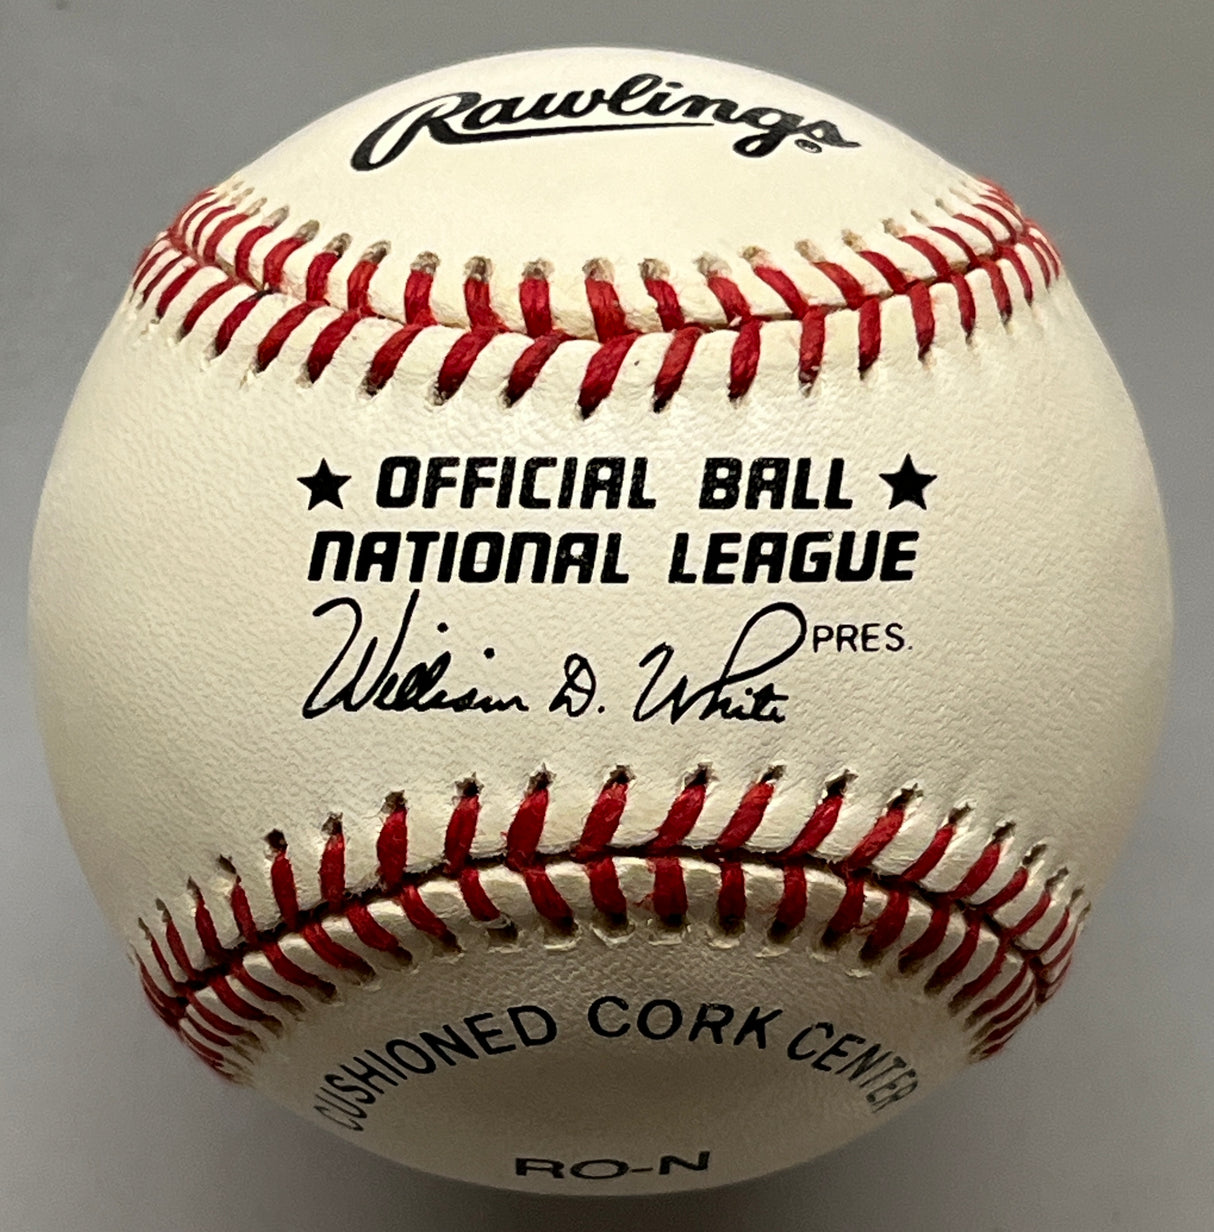 Rawlings®
★ OFFICIAL BALL ★
NATIONAL LEAGUE
William D. White PRES.
CUSHIONED CORK CENTER
RO-N